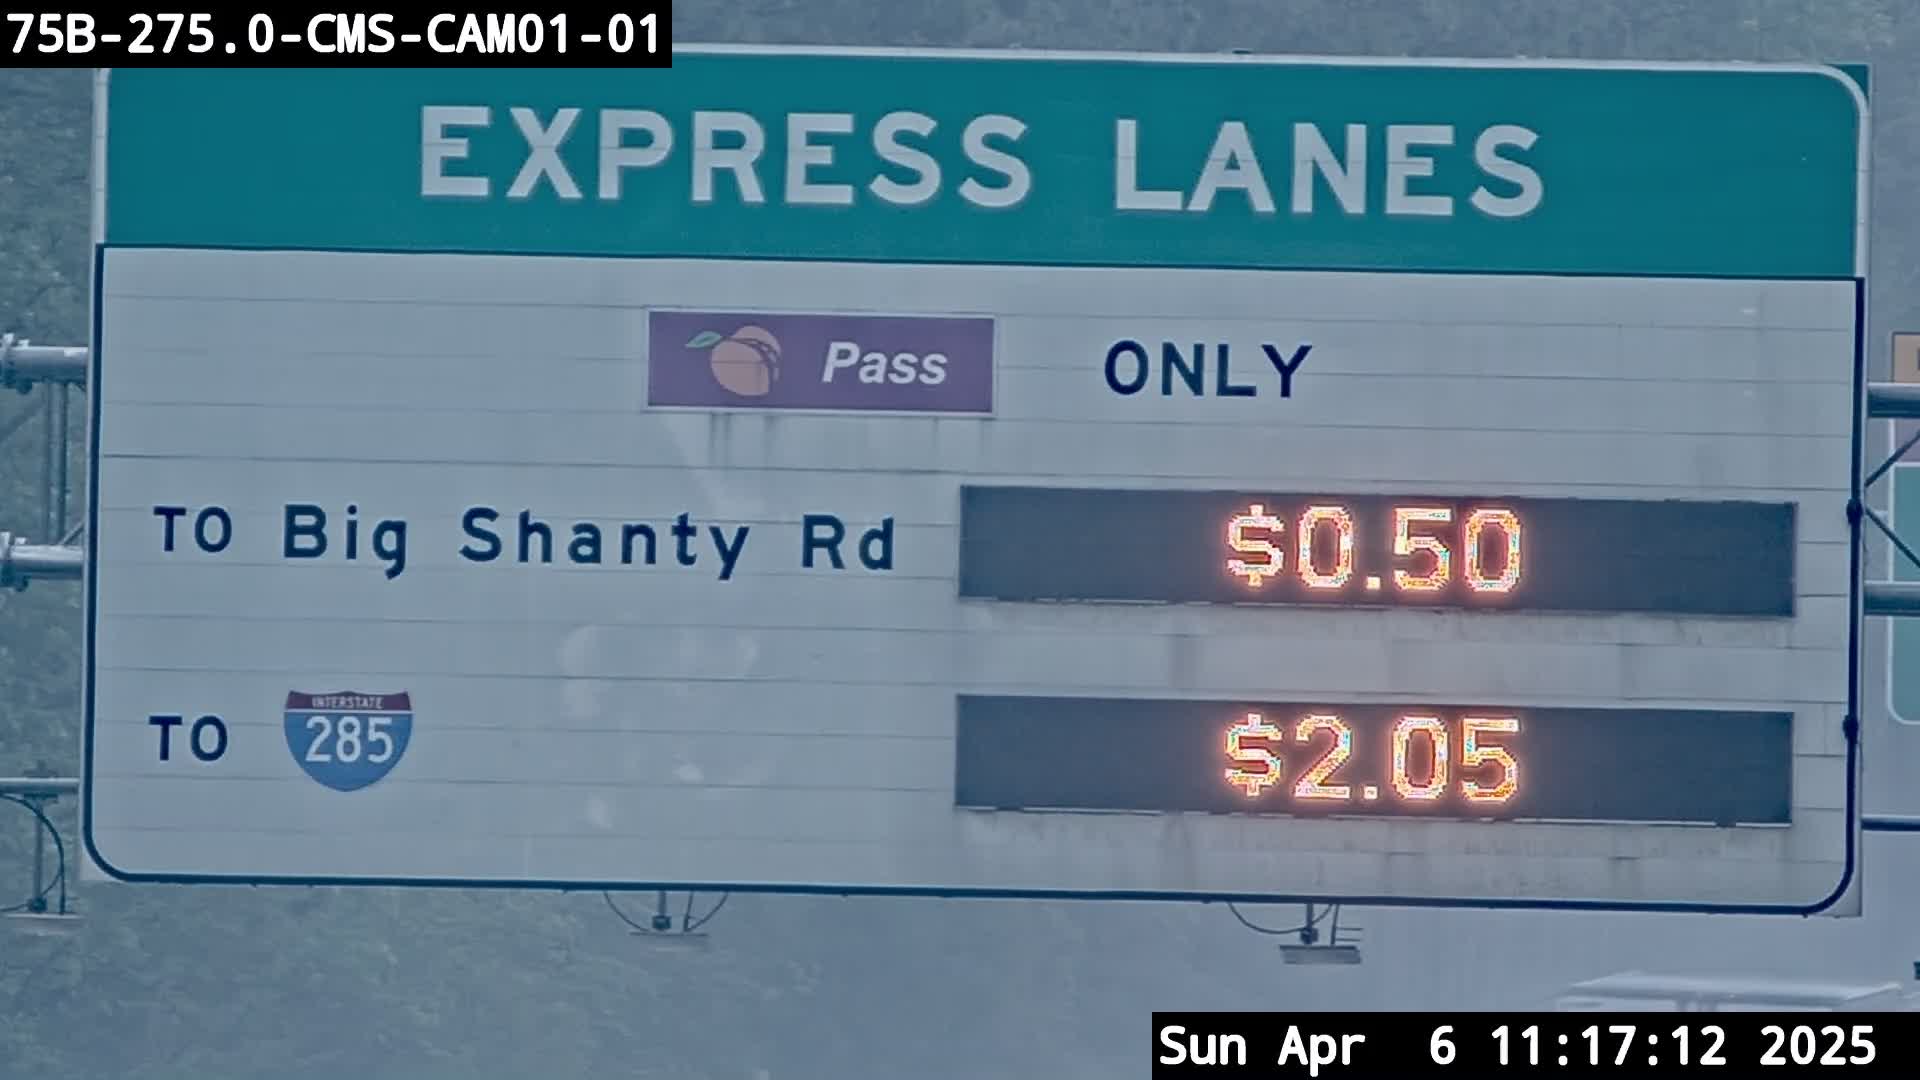 75B-275.0-CMS-CAM01-01
EXPRESS LANES
Pass ONLY
TO Big Shanty Rd $0.50
TO INTERSTATE 285 $2.05
Sun Apr 6 11:17:12 2025